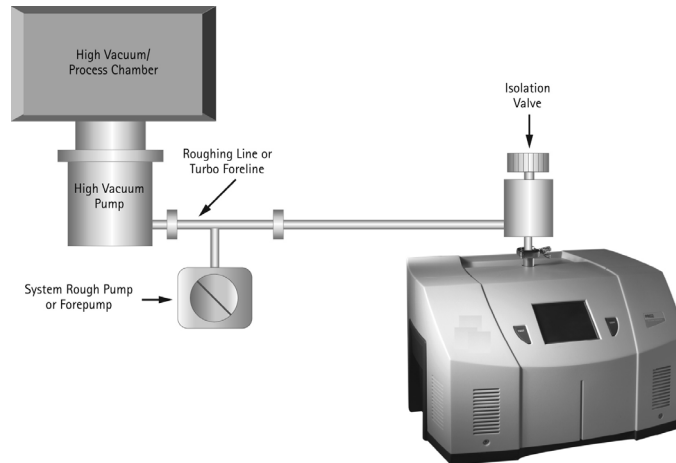 High Vacuum/
Process Chamber
Isolation
Valve
Roughing Line or
Turbo Foreline
High Vacuum
Pump
System Rough Pump
or Forepump